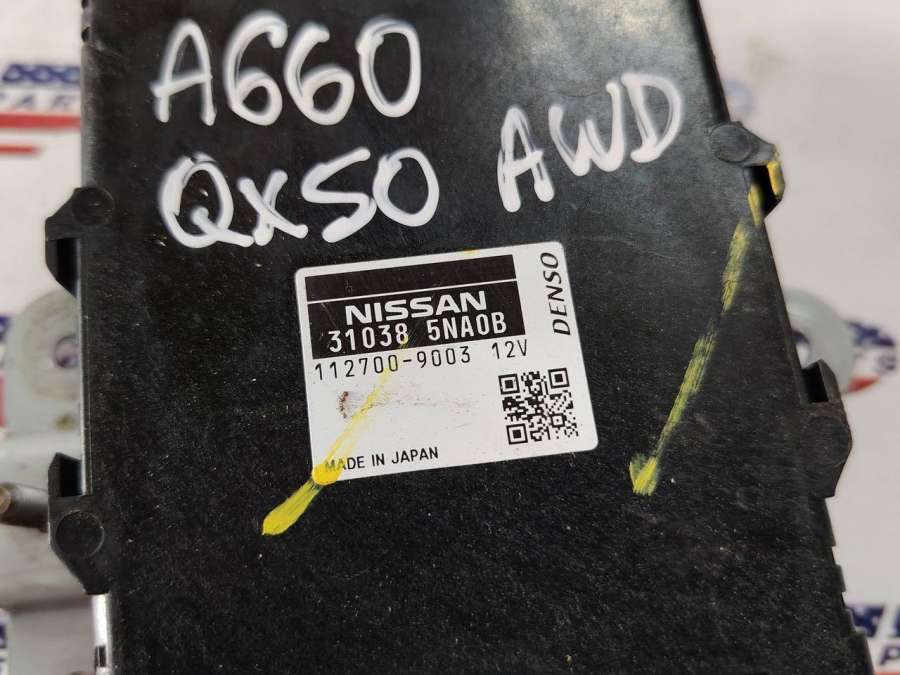 A660
QX50 AWD
NISSAN
31038 5NA0B
112700-9003 12V
DENSO
MADE IN JAPAN